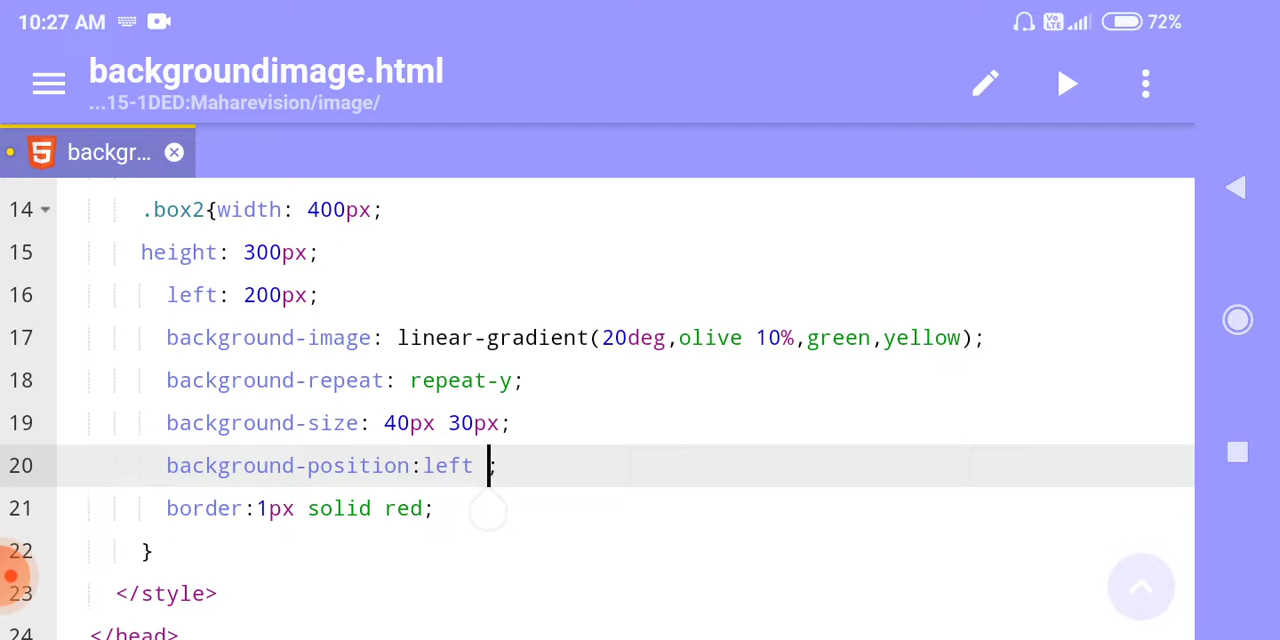 10:27 AM
Vo LTE
72%
backgroundimage.html
...15-1DED:Maharevision/image/
backgr...
14 .box2{width: 400px;
15 height: 300px;
16 left: 200px;
17 background-image: linear-gradient(20deg,olive 10%,green,yellow);
18 background-repeat: repeat-y;
19 background-size: 40px 30px;
20 background-position:left ;
21 border:1px solid red;
22 }
23 </style>
24 </head>